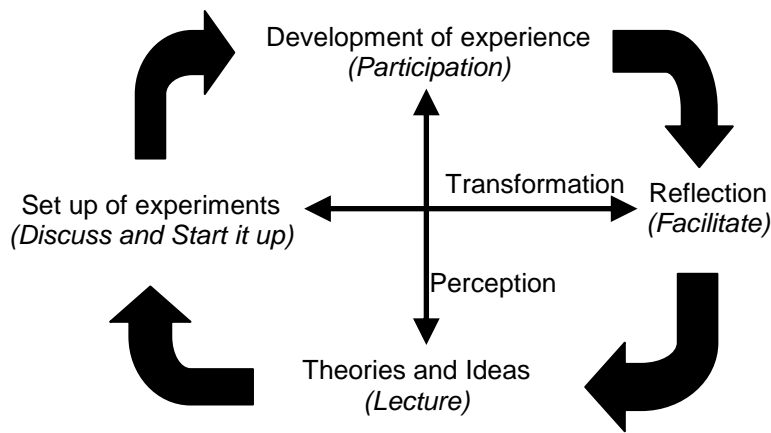 Development of experience
(Participation)
Transformation
Reflection
(Facilitate)
Set up of experiments
(Discuss and Start it up)
Perception
Theories and Ideas
(Lecture)